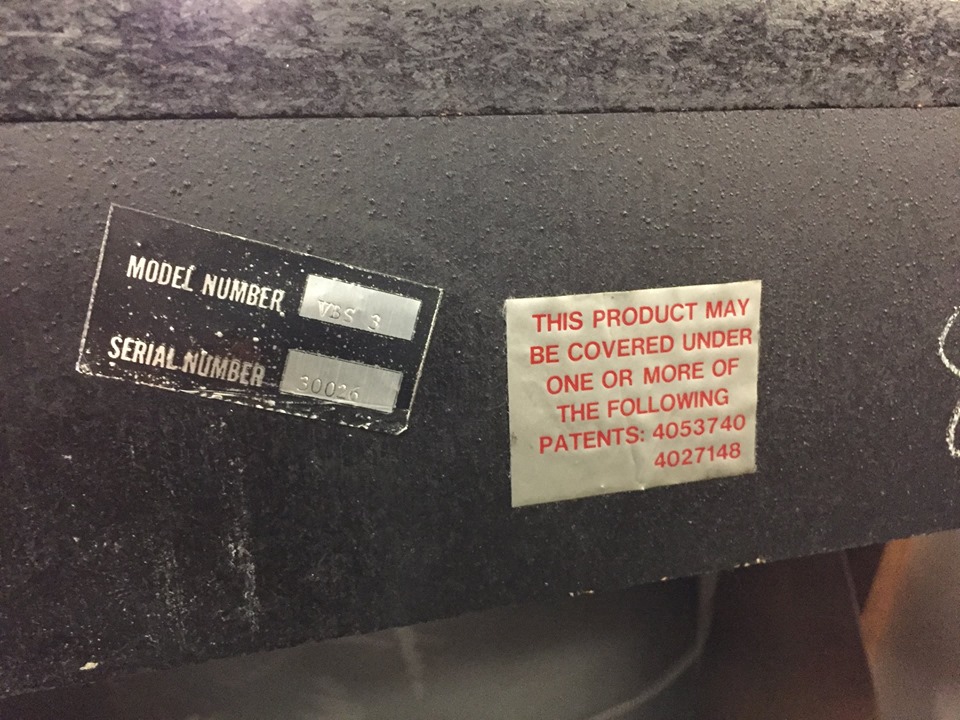 MODEL NUMBER VBS 3
SERIAL NUMBER 30026
THIS PRODUCT MAY
BE COVERED UNDER
ONE OR MORE OF
THE FOLLOWING
PATENTS: 4053740
4027148